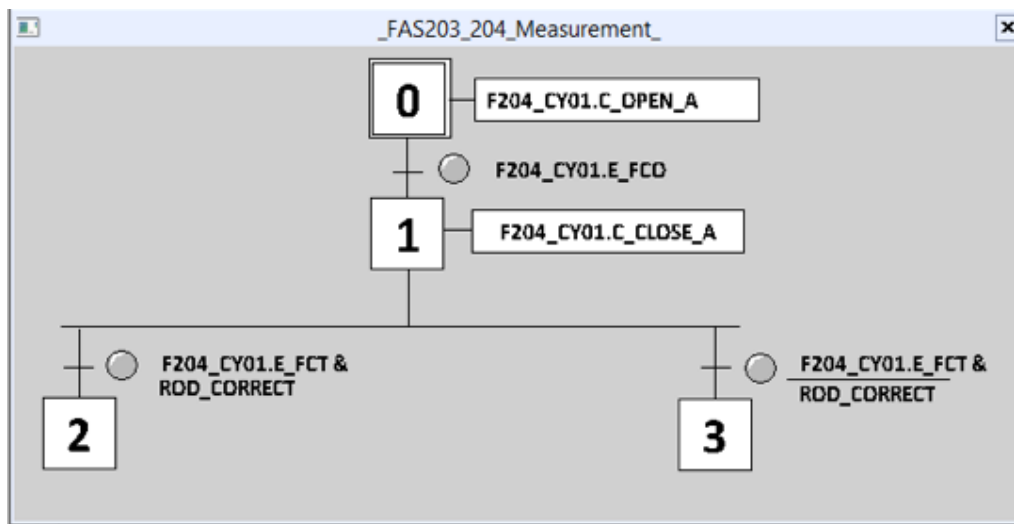 _FAS203_204_Measurement_
0
F204_CY01.C_OPEN_A
F204_CY01.E_FCO
1
F204_CY01.C_CLOSE_A
F204_CY01.E_FCT &
ROD_CORRECT
2
F204_CY01.E_FCT &
ROD_CORRECT
3